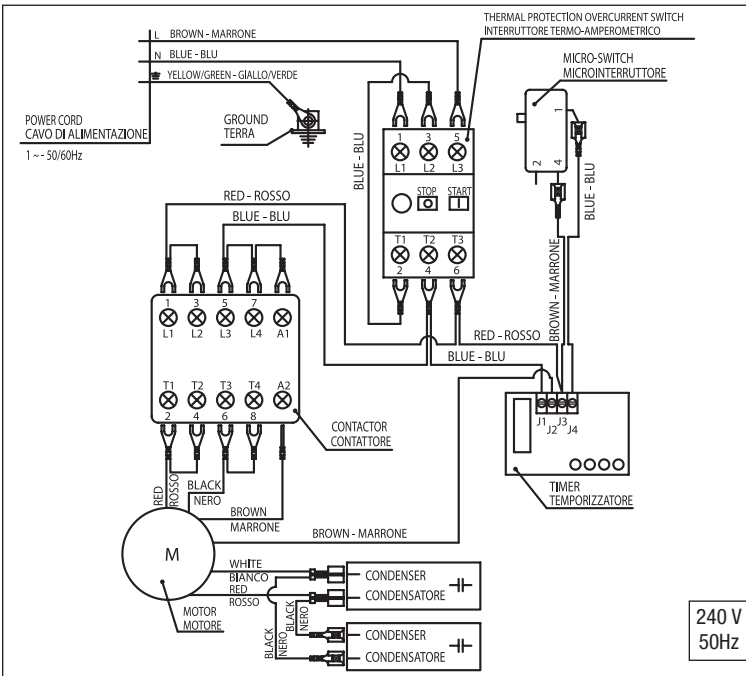 L BROWN - MARRONE
N BLUE - BLU
YELLOW/GREEN - GIALLO/VERDE
POWER CORD
CAVO DI ALIMENTAZIONE
1 ~ - 50/60Hz
GROUND
TERRA
THERMAL PROTECTION OVERCURRENT SWITCH
INTERRUTTORE TERMO-AMPEROMETRICO
MICRO-SWITCH
MICROINTERRUTTORE
1
2 4
BLUE - BLU
BROWN - MARRONE
BLUE - BLU
1 3 5
L1 L2 L3
STOP START
T1 T2 T3
2 4 6
RED - ROSSO
BLUE - BLU
1 3 5 7
L1 L2 L3 L4 A1
T1 T2 T3 T4 A2
2 4 6 8
CONTACTOR
CONTATTORE
RED - ROSSO
BLUE - BLU
J1 J2 J3 J4
TIMER
TEMPORIZZATORE
RED
ROSSO
BLACK
NERO
BROWN
MARRONE
BROWN - MARRONE
M
MOTOR
MOTORE
WHITE
BIANCO
RED
ROSSO
BLACK
NERO
BLACK
NERO
CONDENSER
CONDENSATORE
CONDENSER
CONDENSATORE
240 V
50Hz